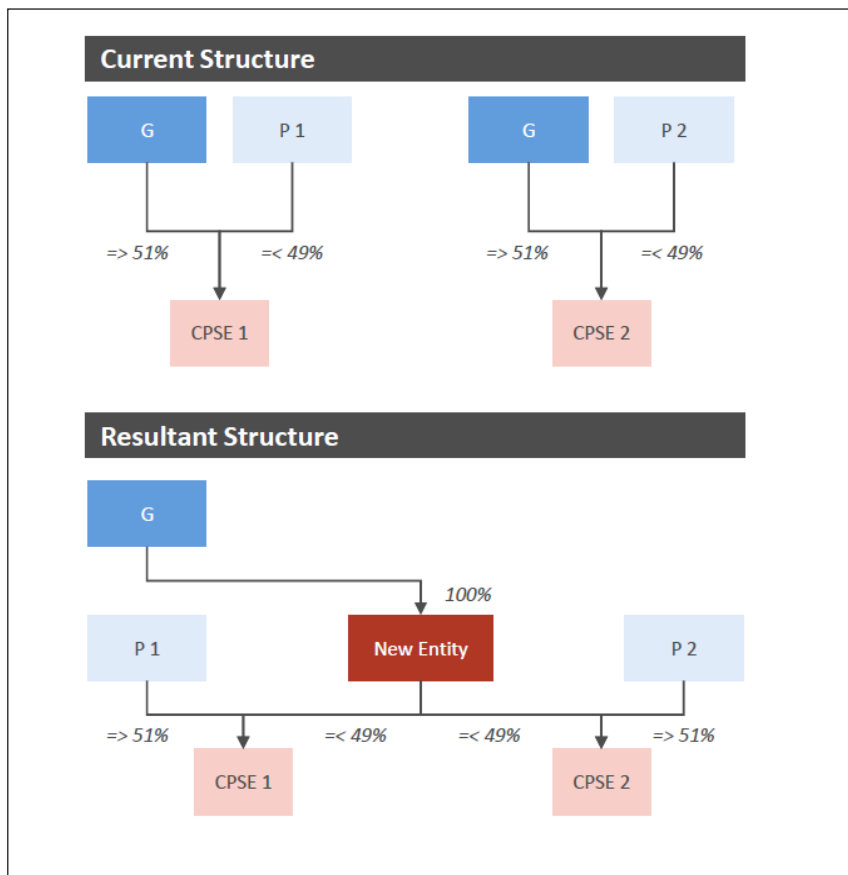 Current Structure
G
P 1
G
P 2
=> 51%
=< 49%
=> 51%
=< 49%
CPSE 1
CPSE 2
Resultant Structure
G
100%
P 1
New Entity
P 2
=> 51%
=< 49%
=< 49%
=> 51%
CPSE 1
CPSE 2